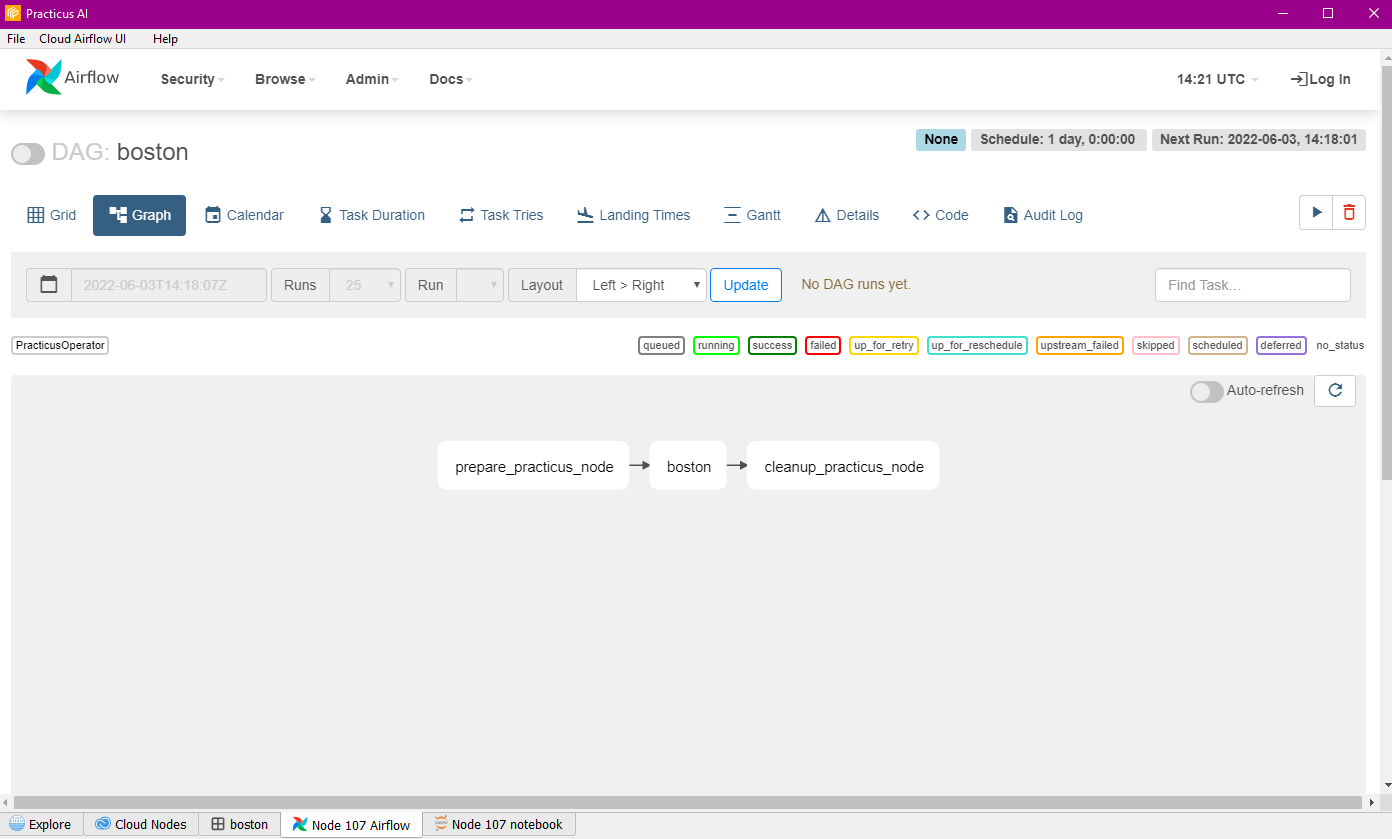 Practicus AI
File Cloud Airflow UI Help
Airflow Security Browse Admin Docs 14:21 UTC Log In
DAG: boston None Schedule: 1 day, 0:00:00 Next Run: 2022-06-03, 14:18:01
Grid Graph Calendar Task Duration Task Tries Landing Times Gantt Details Code Audit Log
2022-06-03T14:18:07Z Runs 25 Run Layout Left > Right Update No DAG runs yet. Find Task...
PracticusOperator queued running success failed up_for_retry up_for_reschedule upstream_failed skipped scheduled deferred no_status
Auto-refresh
prepare_practicus_node boston cleanup_practicus_node
Explore Cloud Nodes boston Node 107 Airflow Node 107 notebook